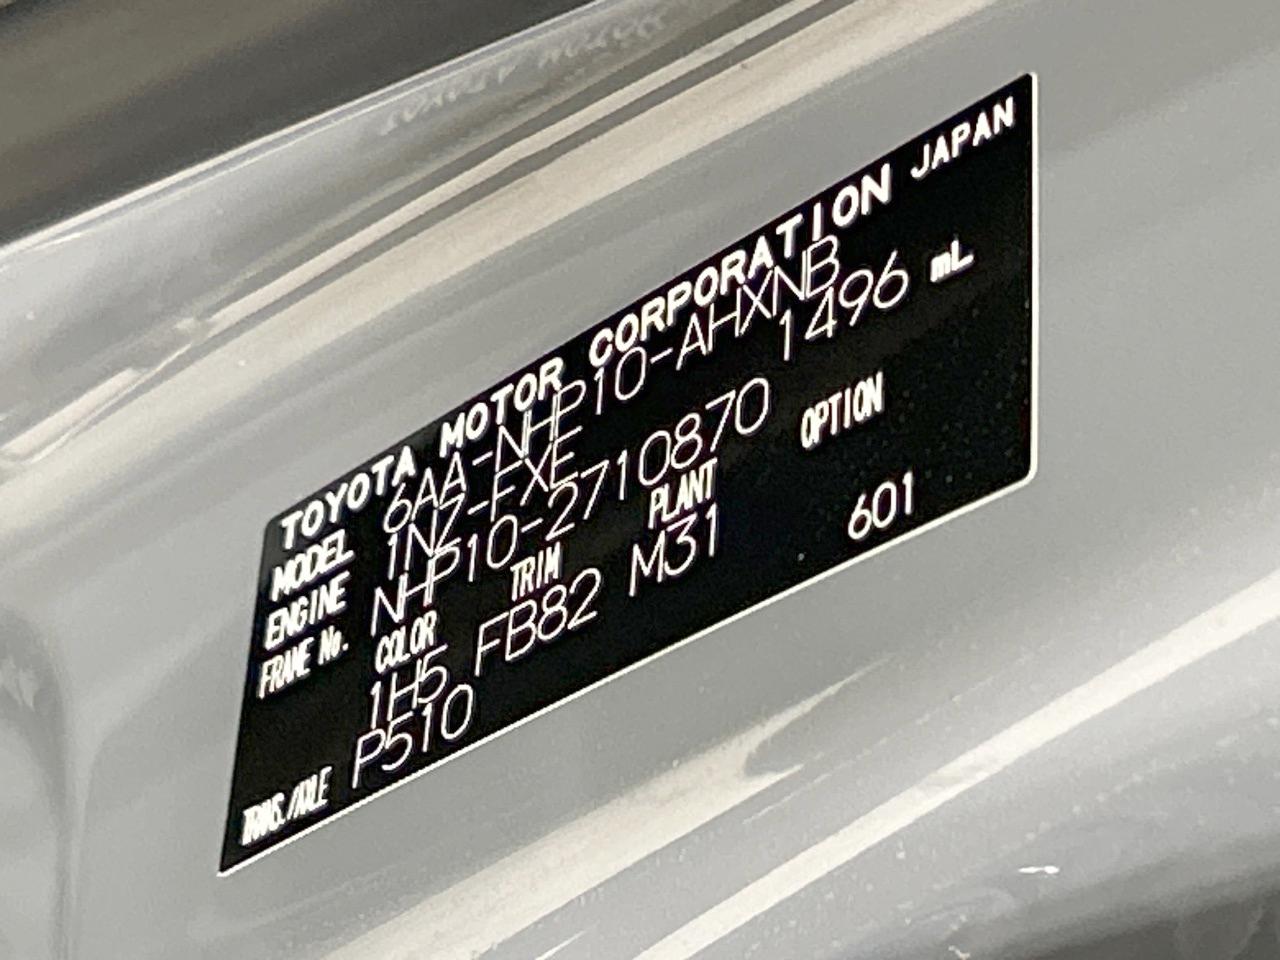 TOYOTA MOTOR CORPORATION JAPAN
MODEL 6AA-NHP10-AHXNB
ENGINE 1NZ-FXE 1496 mL
FRAME No. NHP10-2710870
COLOR TRIM PLANT OPTION
1H5 FB82 M31 601
TRANS./AXLE P510